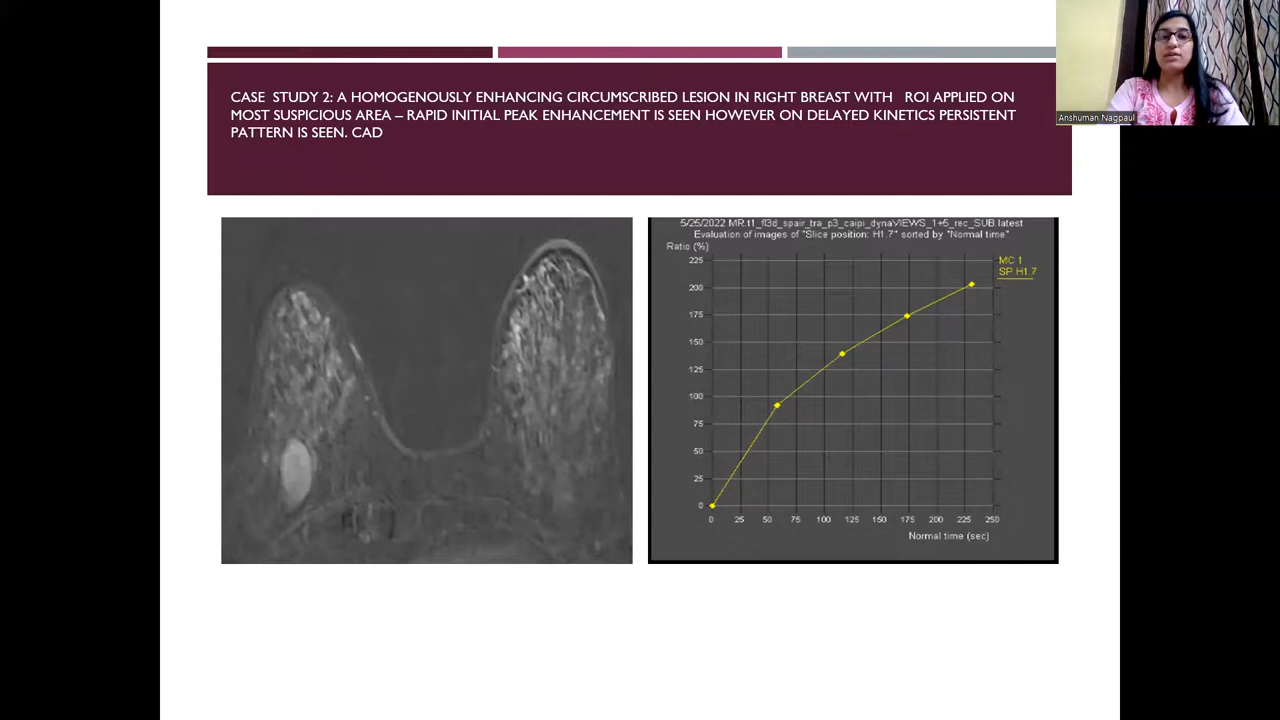 CASE STUDY 2: A HOMOGENOUSLY ENHANCING CIRCUMSCRIBED LESION IN RIGHT BREAST WITH ROI APPLIED ON
MOST SUSPICIOUS AREA – RAPID INITIAL PEAK ENHANCEMENT IS SEEN HOWEVER ON DELAYED KINETICS PERSISTENT
PATTERN IS SEEN. CAD
Anshuman Nagpaul
5/25/2022 MR.t1_fl3d_spair_tra_p3_caipi_dynaVIEWS_1+5_rec_SUB latest
Evaluation of images of "Slice position: H1.7" sorted by "Normal time"
Ratio (%)
MC 1
SP H1.7
225
200
175
150
125
100
75
50
25
0
0 25 50 75 100 125 150 175 200 225 250
Normal time (sec)